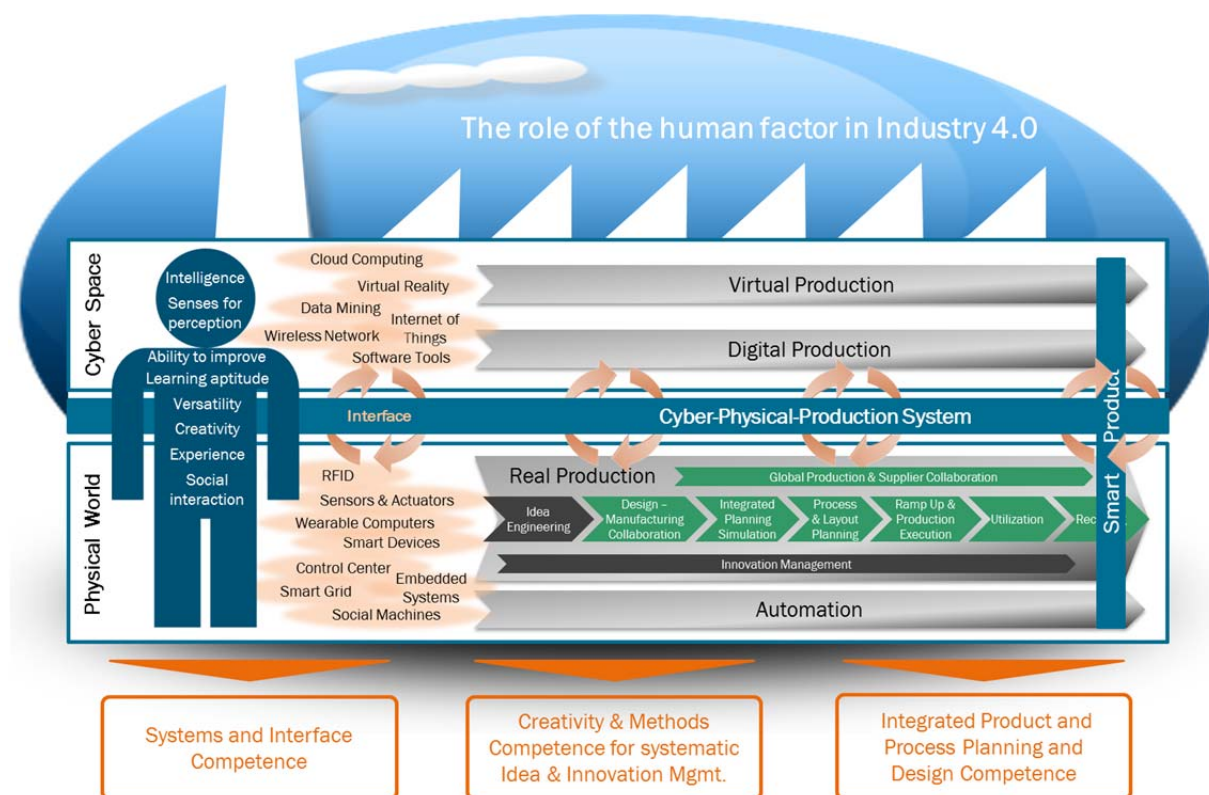 The role of the human factor in Industry 4.0
Cyber Space
Intelligence
Senses for
perception
Ability to improve
Learning aptitude
Versatility
Creativity
Experience
Social
interaction
Cloud Computing
Virtual Reality
Data Mining
Internet of
Things
Wireless Network
Software Tools
Virtual Production
Digital Production
Interface
Cyber-Physical-Production System
Smart Product
Physical World
RFID
Sensors & Actuators
Wearable Computers
Smart Devices
Control Center
Embedded
Systems
Smart Grid
Social Machines
Real Production
Global Production & Supplier Collaboration
Idea
Engineering
Design –
Manufacturing
Collaboration
Integrated
Planning
Simulation
Process
& Layout
Planning
Ramp Up &
Production
Execution
Utilization
Innovation Management
Automation
Systems and Interface
Competence
Creativity & Methods
Competence for systematic
Idea & Innovation Mgmt.
Integrated Product and
Process Planning and
Design Competence